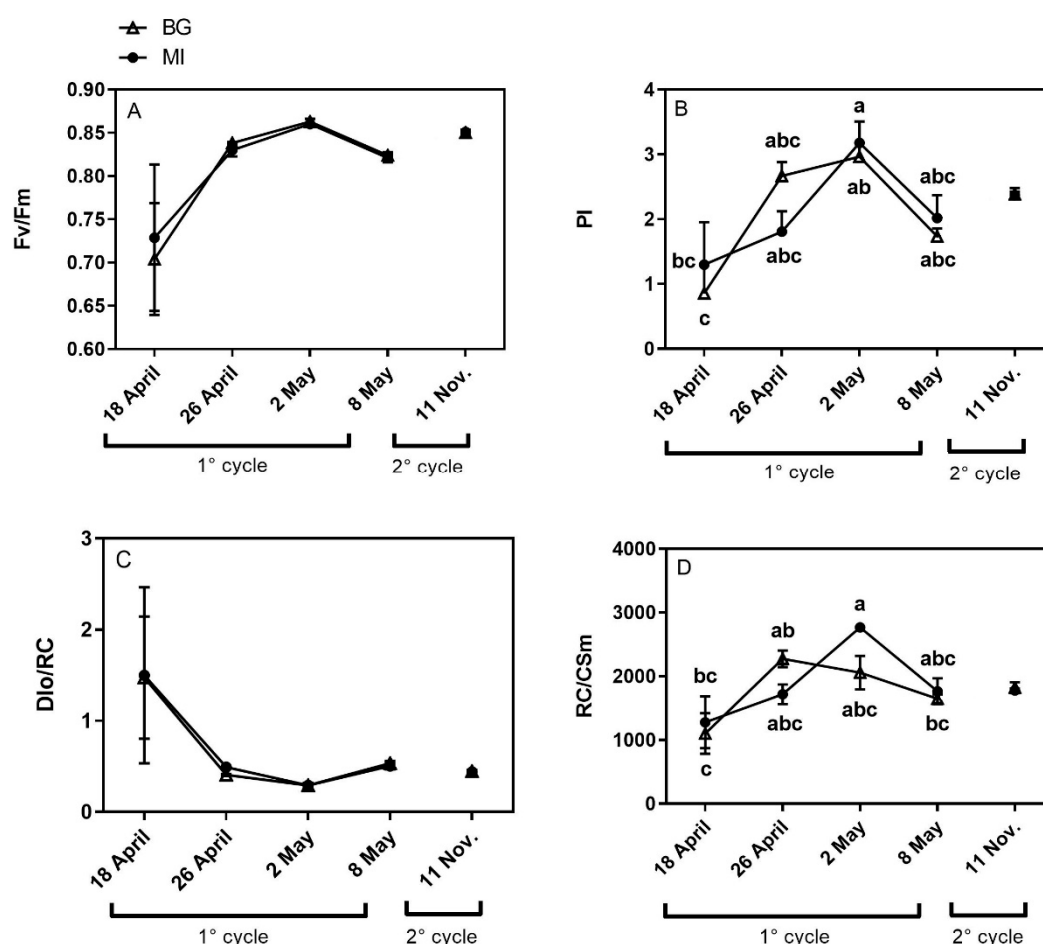 BG
MI
A
Fv/Fm
0.90
0.85
0.80
0.75
0.70
0.65
0.60
18 April
26 April
2 May
8 May
11 Nov.
1° cycle
2° cycle
B
PI
4
3
2
1
0
bc
c
abc
abc
a
ab
abc
abc
18 April
26 April
2 May
8 May
11 Nov.
1° cycle
2° cycle
C
DIo/RC
3
2
1
0
18 April
26 April
2 May
8 May
11 Nov.
1° cycle
2° cycle
D
RC/CSm
4000
3000
2000
1000
0
bc
c
ab
abc
a
abc
abc
bc
18 April
26 April
2 May
8 May
11 Nov.
1° cycle
2° cycle